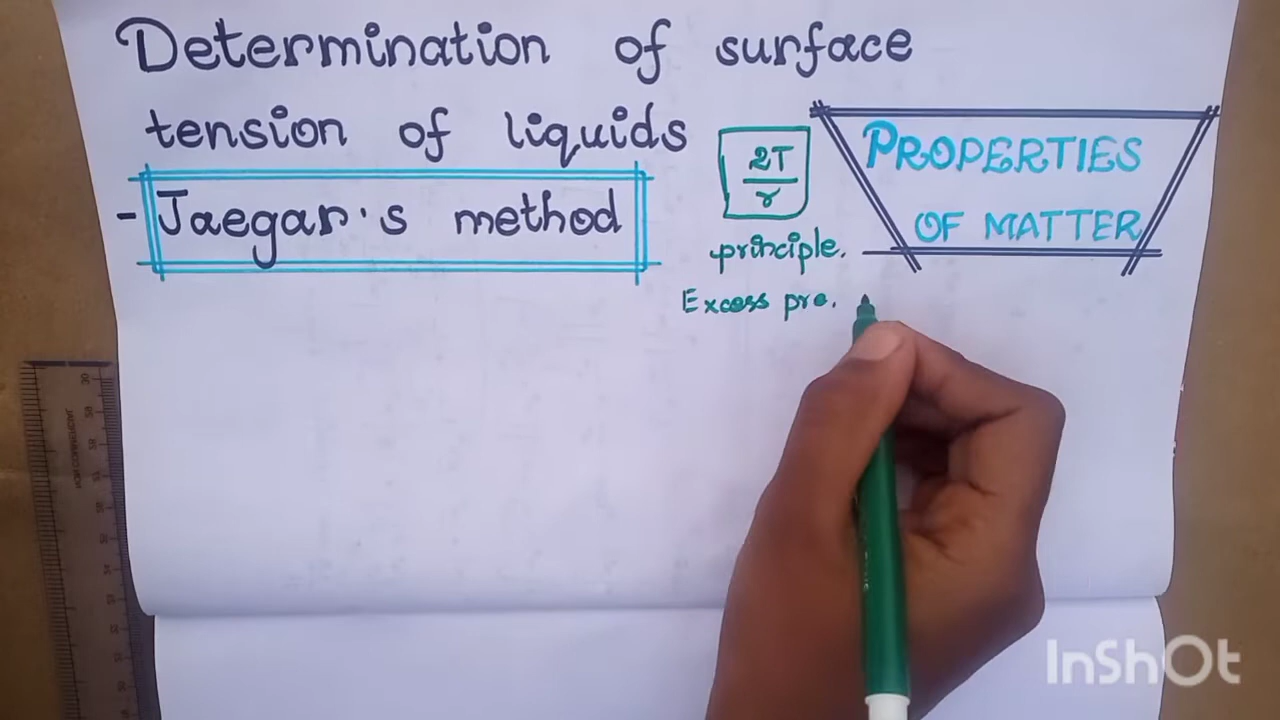 Determination of surface
tension of liquids
- Jaegar's method
2T
r
principle.
Excess pre.
PROPERTIES
OF MATTER
InShOt